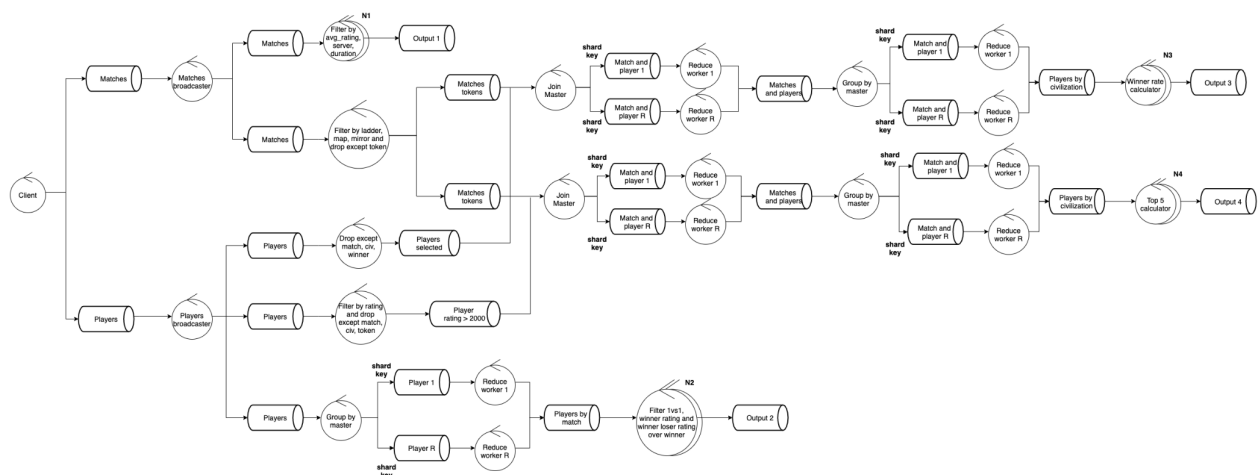 N1
Filter by
avg_rating,
server,
duration
Matches
Output 1
Matches
Matches
broadcaster
Matches
Filter by ladder,
map, mirror and
drop except token
Matches
tokens
Matches
tokens
Client
Join
Master
shard
key
Match and
player 1
Reduce
worker 1
Match and
player R
Reduce
worker R
shard
key
Matches
and players
Group by
master
shard
key
Match and
player 1
Reduce
worker 1
Match and
player R
Reduce
worker R
shard
key
Players by
civilization
N3
Winner rate
calculator
Output 3
Join
Master
shard
key
Match and
player 1
Reduce
worker 1
Match and
player R
Reduce
worker R
shard
key
Matches
and players
Group by
master
shard
key
Match and
player 1
Reduce
worker 1
Match and
player R
Reduce
worker R
shard
key
Players by
civilization
N4
Top 5
calculator
Output 4
Players
Drop except
match, civ,
winner
Players
selected
Players
Players
broadcaster
Players
Filter by rating
and drop
except match,
civ, token
Player
rating > 2000
Players
Group by
master
shard
key
Player 1
Reduce
worker 1
Player R
Reduce
worker R
shard
key
Players by
match
N2
Filter 1vs1,
winner rating and
winner loser rating
over winner
Output 2